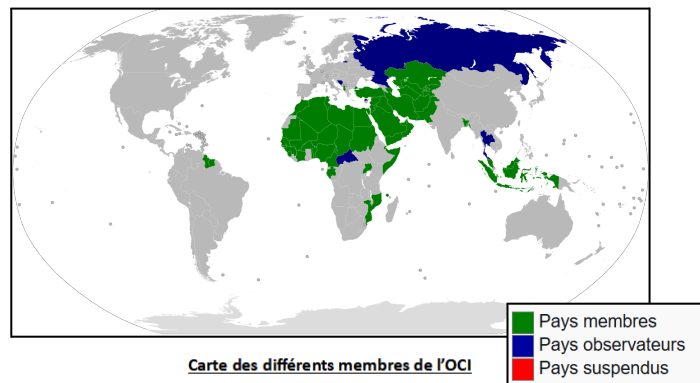 Pays membres
Pays observateurs
Pays suspendus
Carte des différents membres de l'OCI